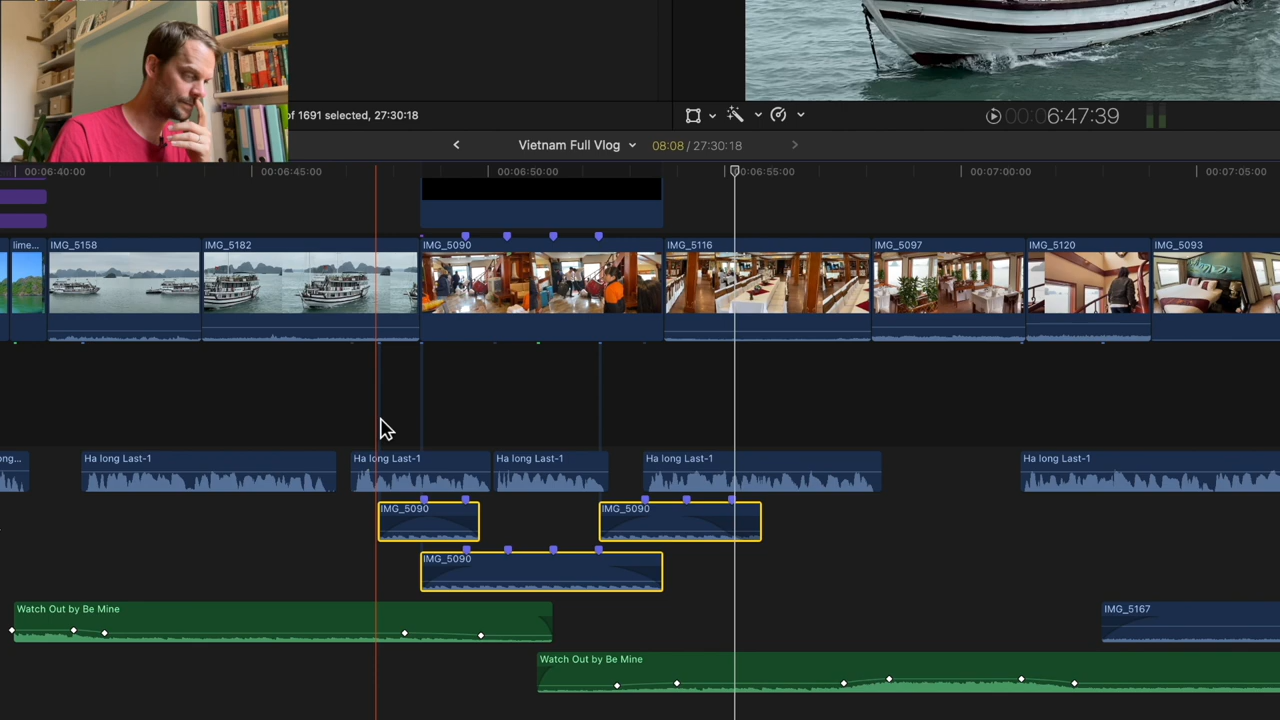 of 1691 selected, 27:30:18
00:00:06:47:39
Vietnam Full Vlog
08:08 / 27:30:18
00:06:40:00
00:06:45:00
00:06:50:00
00:06:55:00
00:07:00:00
00:07:05:00
lime...
IMG_5158
IMG_5182
IMG_5090
IMG_5116
IMG_5097
IMG_5120
IMG_5093
ong...
Ha long Last-1
Ha long Last-1
Ha long Last-1
Ha long Last-1
Ha long Last-1
IMG_5090
IMG_5090
IMG_5090
Watch Out by Be Mine
IMG_5167
Watch Out by Be Mine